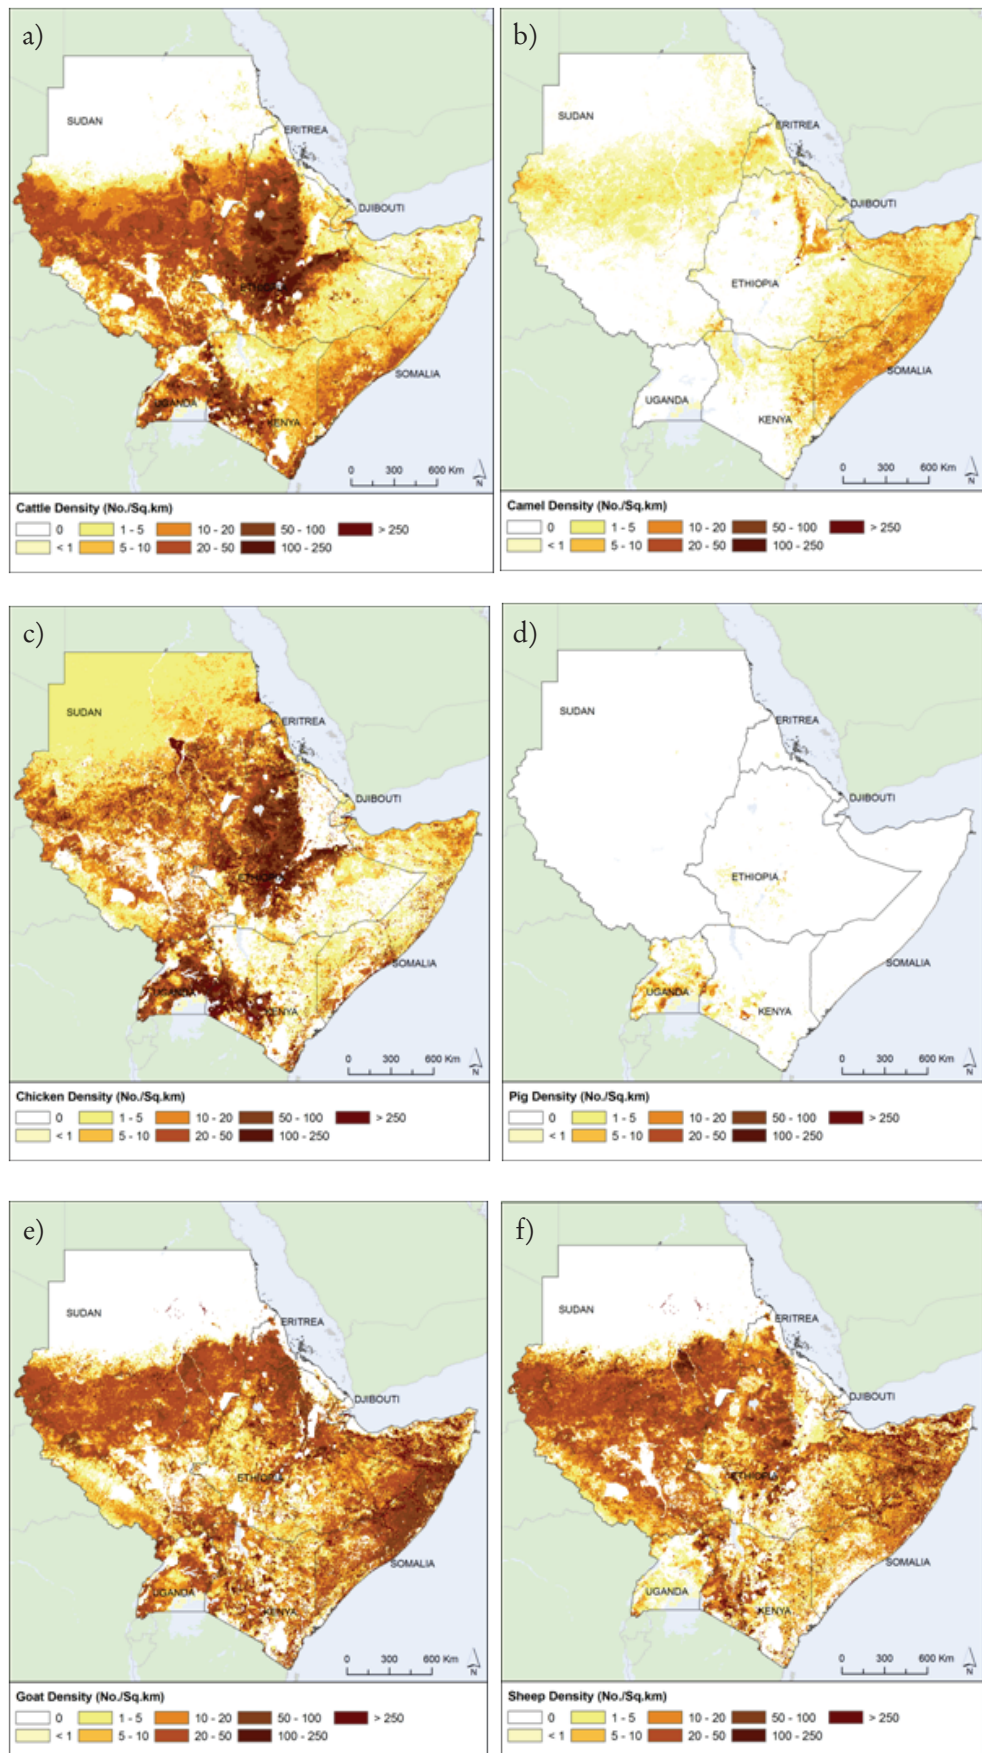 a)
SUDAN
ERITREA
DJIBOUTI
ETHIOPIA
SOMALIA
UGANDA
KENYA
0 300 600 Km
N
Cattle Density (No./Sq.km)
0 1 - 5 10 - 20 50 - 100 > 250
< 1 5 - 10 20 - 50 100 - 250
b)
SUDAN
ERITREA
DJIBOUTI
ETHIOPIA
SOMALIA
UGANDA
KENYA
0 300 600 Km
N
Camel Density (No./Sq.km)
0 1 - 5 10 - 20 50 - 100 > 250
< 1 5 - 10 20 - 50 100 - 250
c)
SUDAN
ERITREA
DJIBOUTI
ETHIOPIA
SOMALIA
UGANDA
KENYA
0 300 600 Km
N
Chicken Density (No./Sq.km)
0 1 - 5 10 - 20 50 - 100 > 250
< 1 5 - 10 20 - 50 100 - 250
d)
SUDAN
ERITREA
DJIBOUTI
ETHIOPIA
SOMALIA
UGANDA
KENYA
0 300 600 Km
N
Pig Density (No./Sq.km)
0 1 - 5 10 - 20 50 - 100 > 250
< 1 5 - 10 20 - 50 100 - 250
e)
SUDAN
ERITREA
DJIBOUTI
ETHIOPIA
SOMALIA
UGANDA
KENYA
0 300 600 Km
N
Goat Density (No./Sq.km)
0 1 - 5 10 - 20 50 - 100 > 250
< 1 5 - 10 20 - 50 100 - 250
f)
SUDAN
ERITREA
DJIBOUTI
ETHIOPIA
SOMALIA
UGANDA
KENYA
0 300 600 Km
N
Sheep Density (No./Sq.km)
0 1 - 5 10 - 20 50 - 100 > 250
< 1 5 - 10 20 - 50 100 - 250